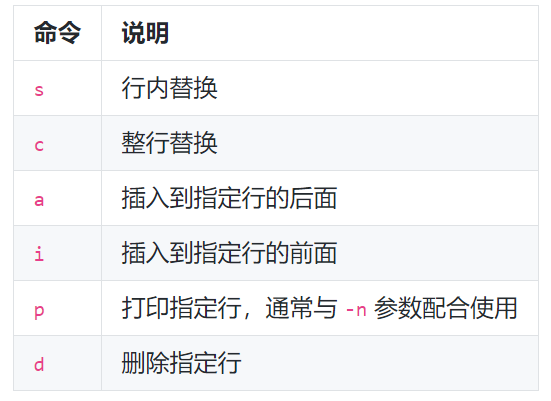 命令 说明
s 行内替换
c 整行替换
a 插入到指定行的后面
i 插入到指定行的前面
p 打印指定行，通常与 -n 参数配合使用
d 删除指定行